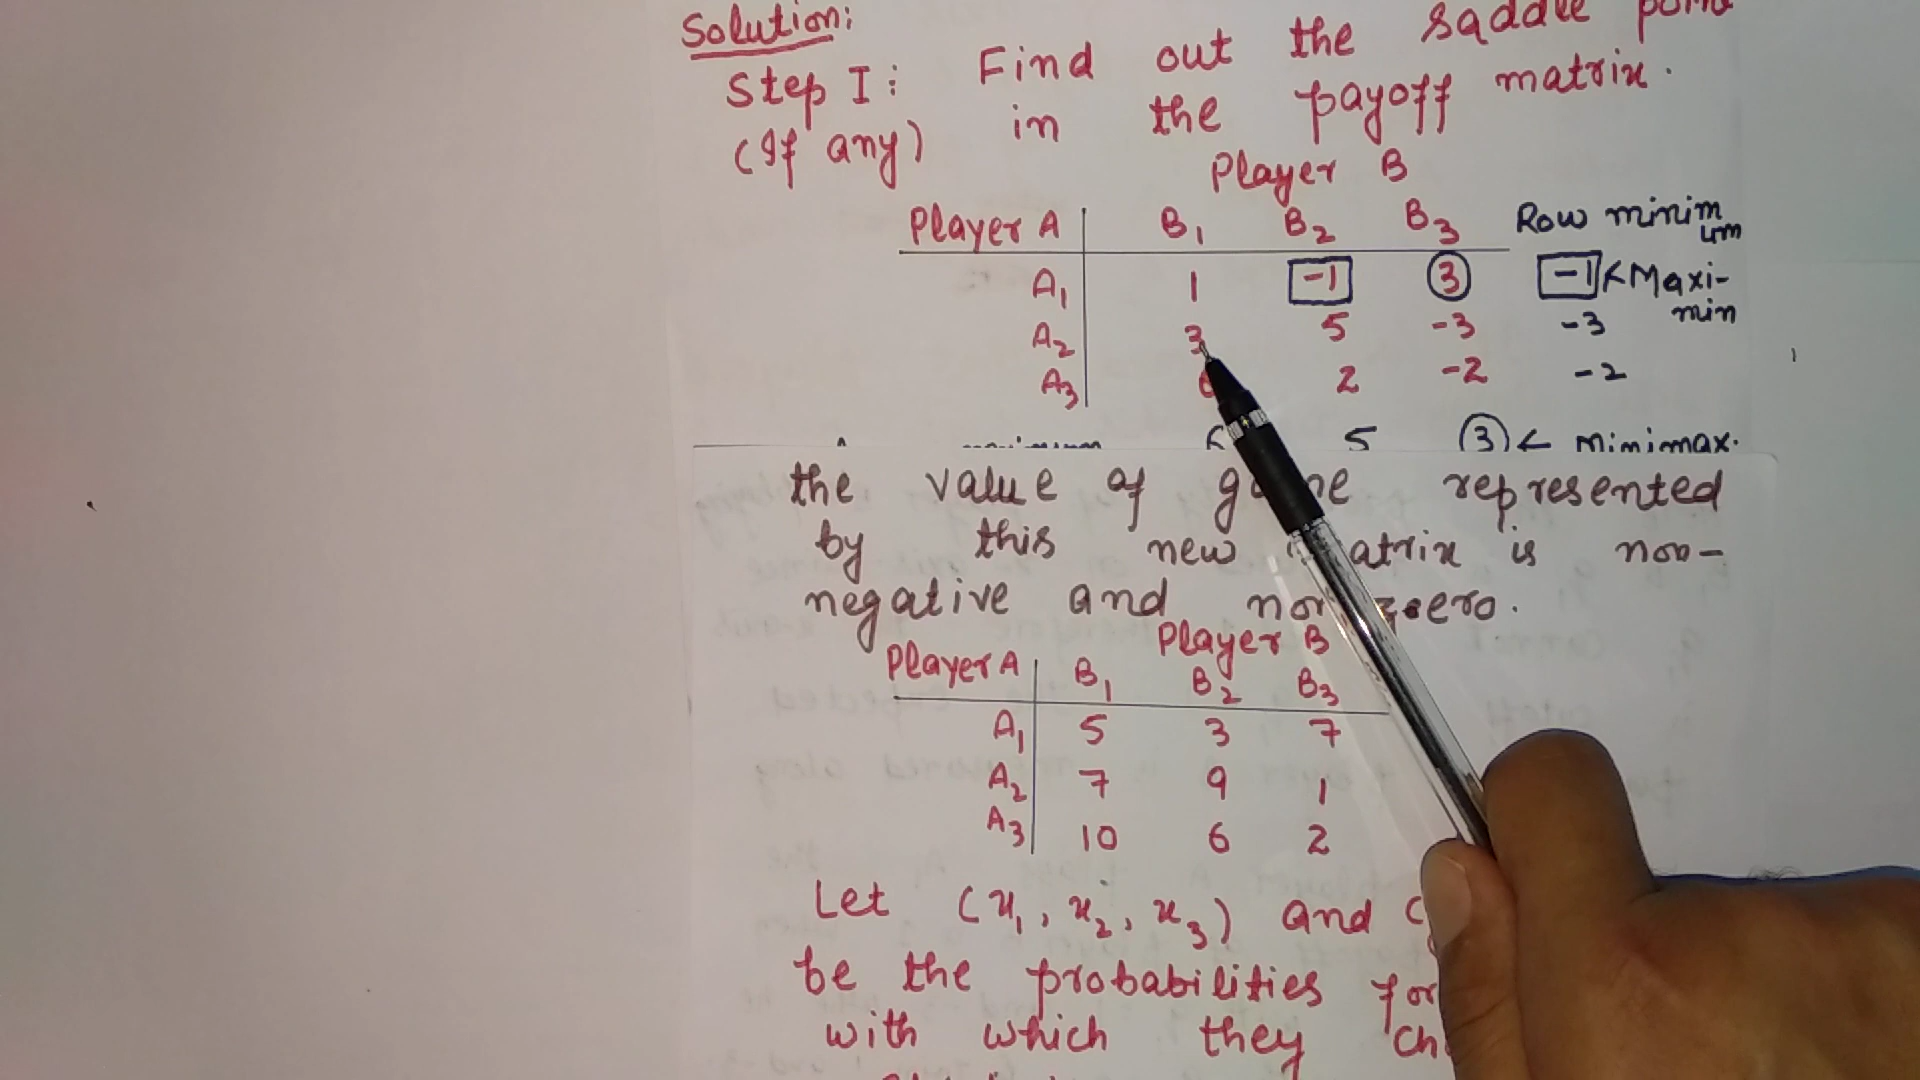 Solution:
Step I: Find out the saddle
(If any) in the payoff matrix.
Player B
Player A B1 B2 B3 Row minimum
A1 1 -1 3 -1 < Maxi-min
A2 3 5 -3 -3
A3 2 -2 -2
5 3 ← Minimax.
the value of represented
by this new is non-
negative and
Player B
Player A B1 B2 B3
A1 5 3 7
A2 7 9 1
A3 10 6 2
Let (x1, x2, x3) and (
be the probabilities for
with which they